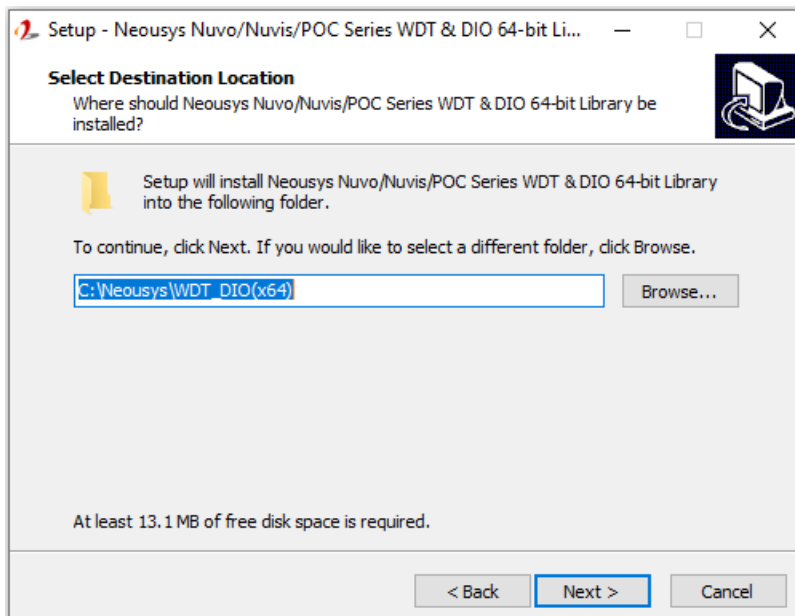 Setup - Neousys Nuvo/Nuvis/POC Series WDT & DIO 64-bit Li...
Select Destination Location
Where should Neousys Nuvo/Nuvis/POC Series WDT & DIO 64-bit Library be
installed?
Setup will install Neousys Nuvo/Nuvis/POC Series WDT & DIO 64-bit Library
into the following folder.
To continue, click Next. If you would like to select a different folder, click Browse.
C:\Neousys\WDT_DIO(x64)
Browse...
At least 13.1 MB of free disk space is required.
< Back
Next >
Cancel